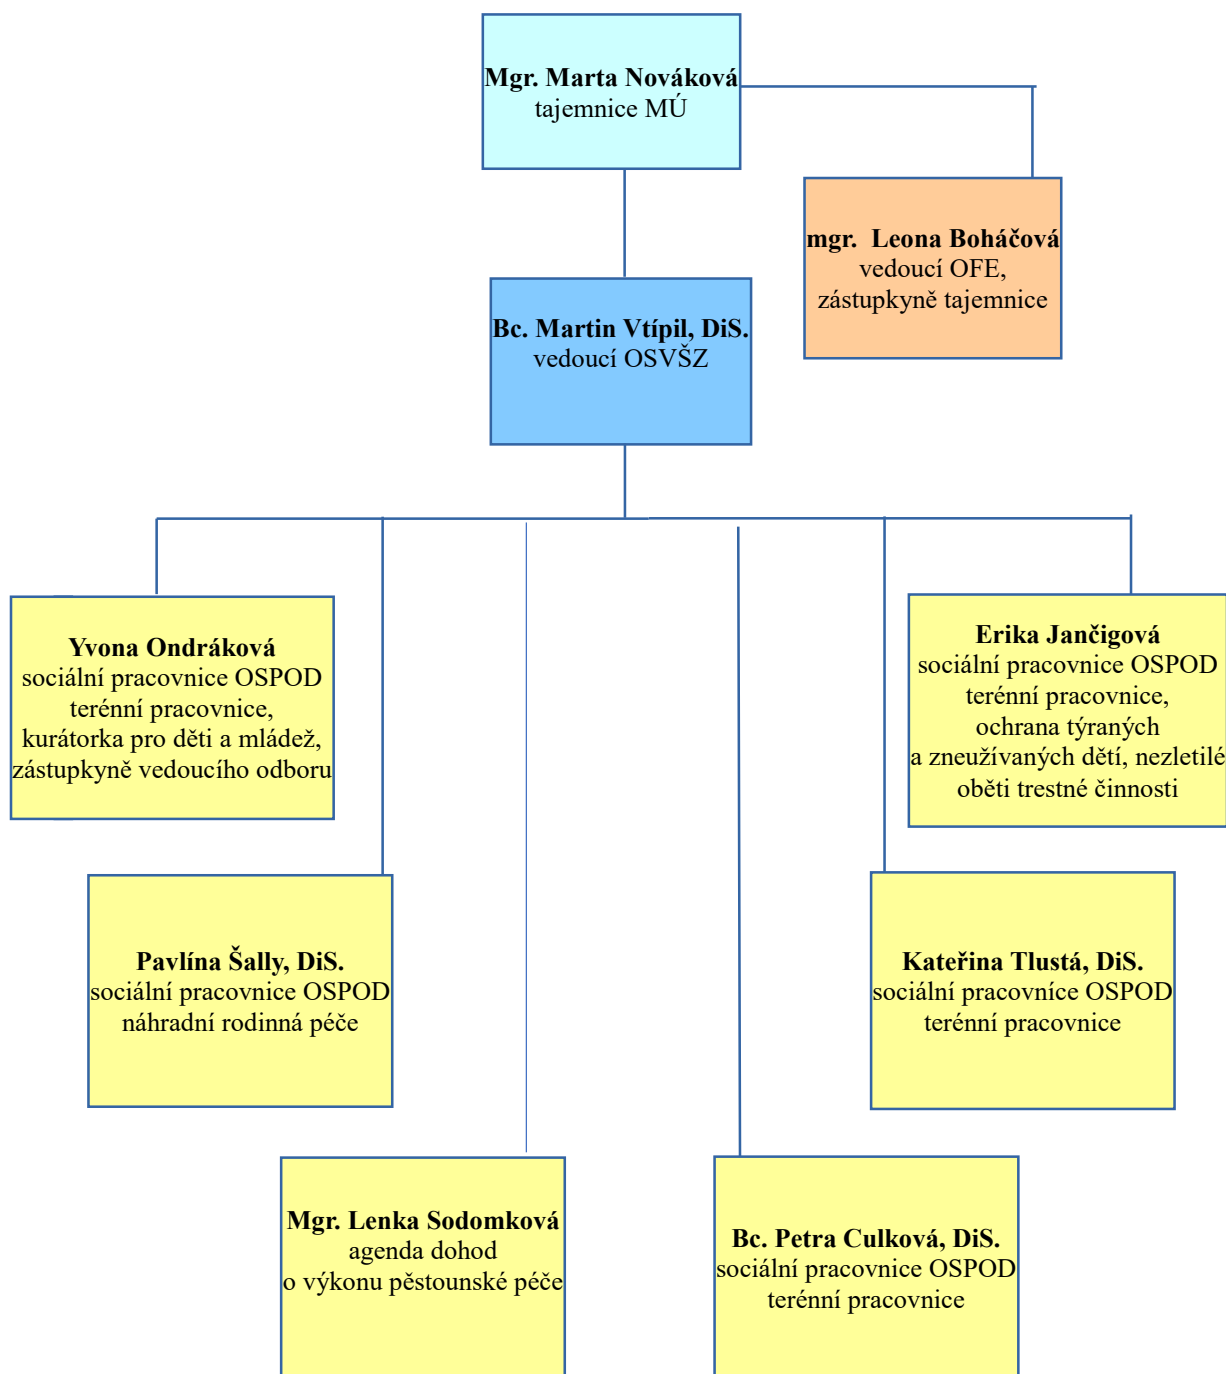 Mgr. Marta Nováková
tajemnice MÚ
mgr.  Leona Boháčová
vedoucí OFE,
zástupkyně tajemnice
Bc. Martin Vtípil, DiS.
vedoucí OSVŠZ
Yvona Ondráková
sociální pracovnice OSPOD
terénní pracovnice,
kurátorka pro děti a mládež,
zástupkyně vedoucího odboru
Erika Jančigová
sociální pracovnice OSPOD
terénní pracovnice,
ochrana týraných
a zneužívaných dětí, nezletilé
oběti trestné činnosti
Pavlína Šally, DiS.
sociální pracovnice OSPOD
náhradní rodinná péče
Kateřina Tlustá, DiS.
sociální pracovníce OSPOD
terénní pracovnice
Mgr. Lenka Sodomková
agenda dohod
o výkonu pěstounské péče
Bc. Petra Culková, DiS.
sociální pracovnice OSPOD
terénní pracovnice